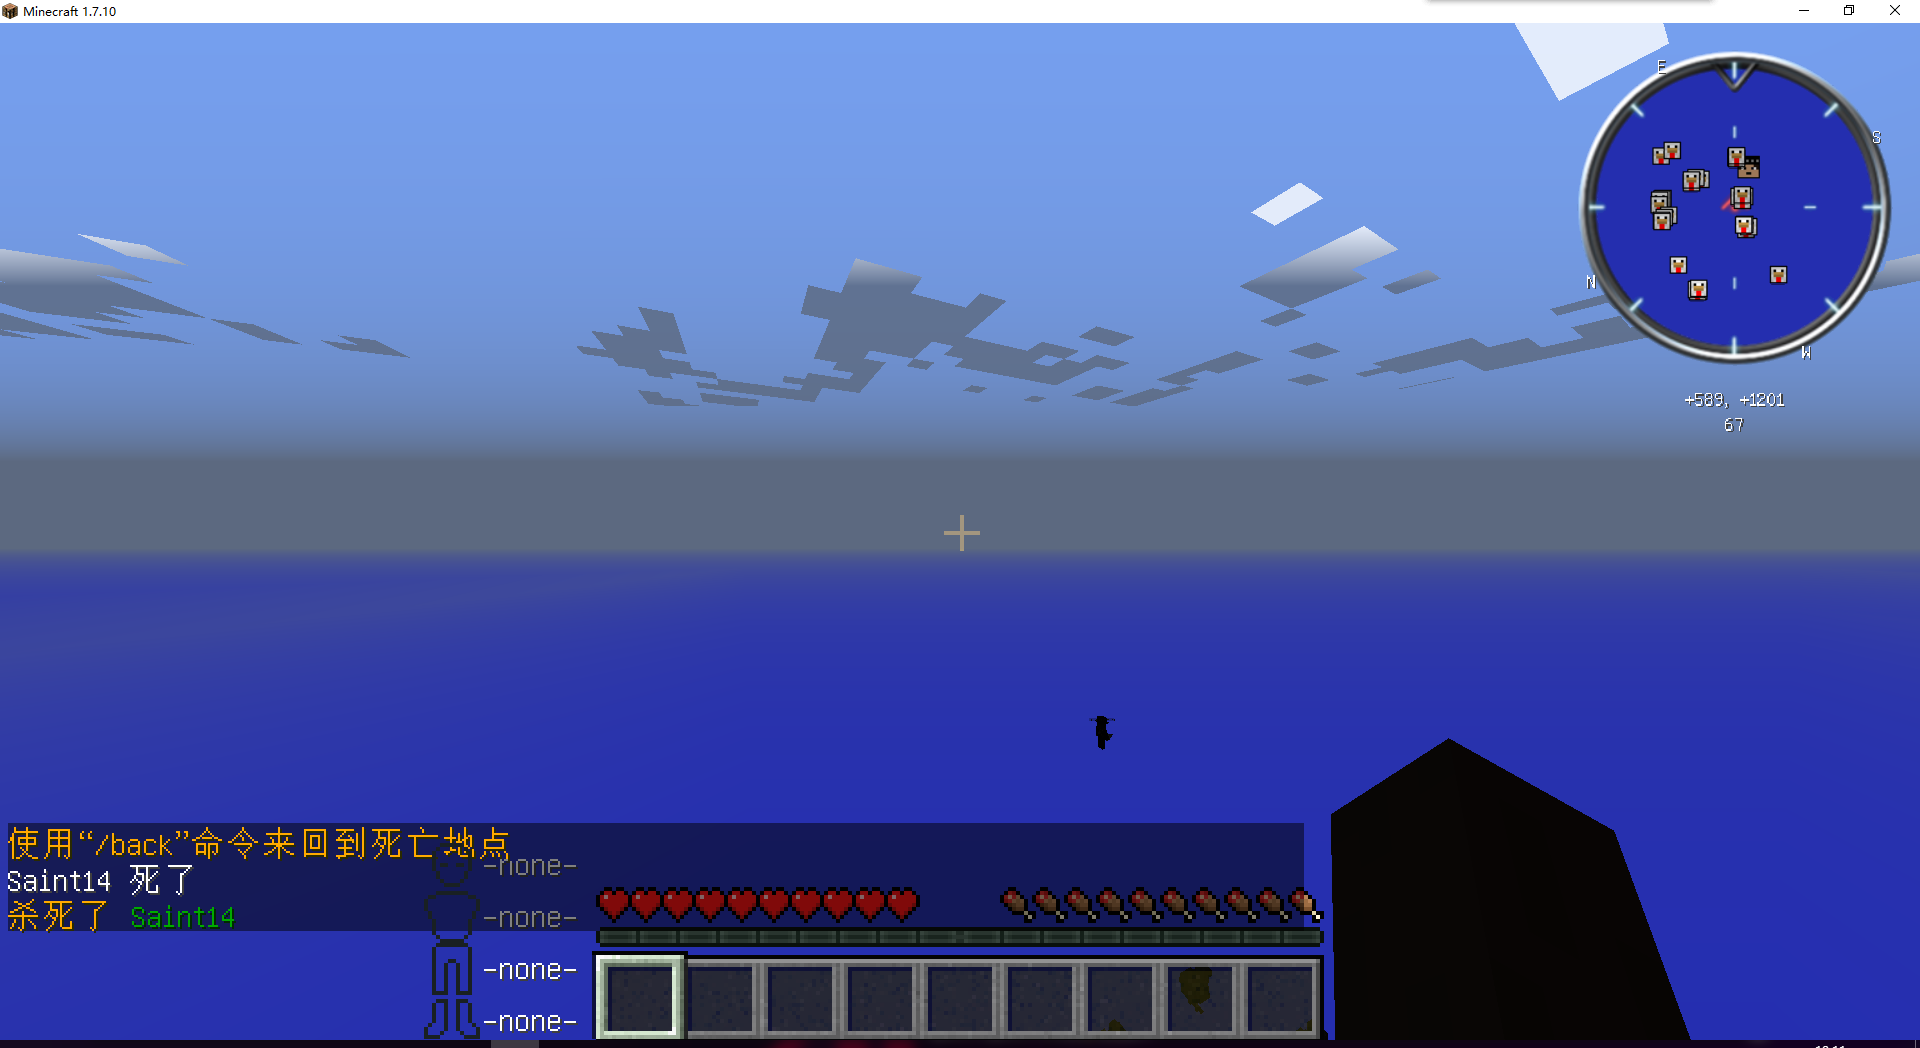 Minecraft 1.7.10
E
S
N
W
+589, +1201
67
使用“/back”命令来回到死亡地点
-none-
Saint14 死了
杀死了 Saint14
-none-
-none-
-none-